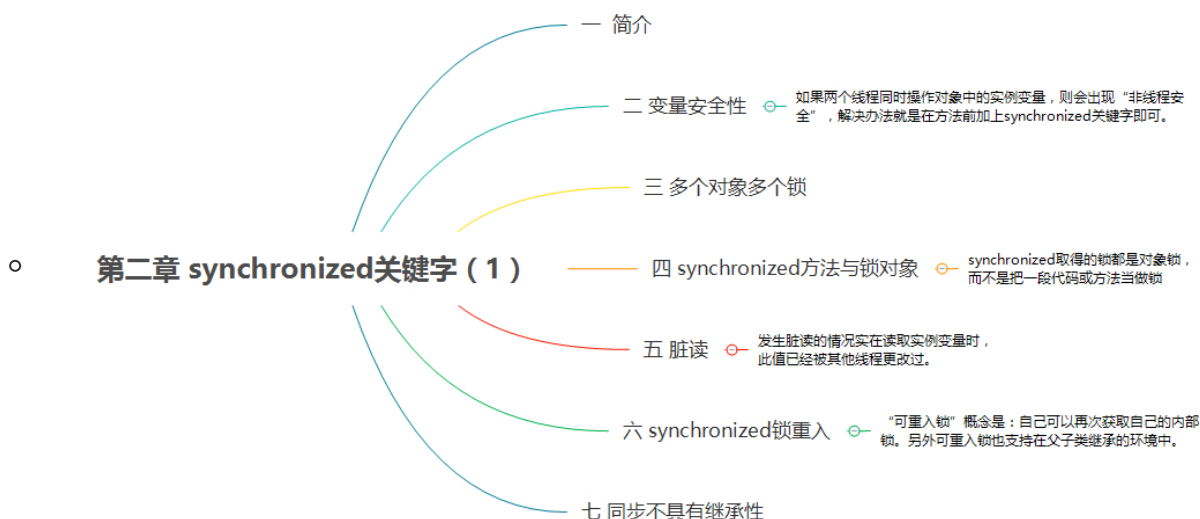 一 简介
二 变量安全性
如果两个线程同时操作对象中的实例变量，则会出现“非线程安
全”，解决办法就是在方法前加上synchronized关键字即可。
三 多个对象多个锁
第二章 synchronized关键字（1）
四 synchronized方法与锁对象
synchronized取得的锁都是对象锁，
而不是把一段代码或方法当做锁
五 脏读
发生脏读的情况实在读取实例变量时，
此值已经被其他线程更改过。
六 synchronized锁重入
“可重入锁”概念是：自己可以再次获取自己的内部
锁。另外可重入锁也支持在父子类继承的环境中。
七 同步不具有继承性